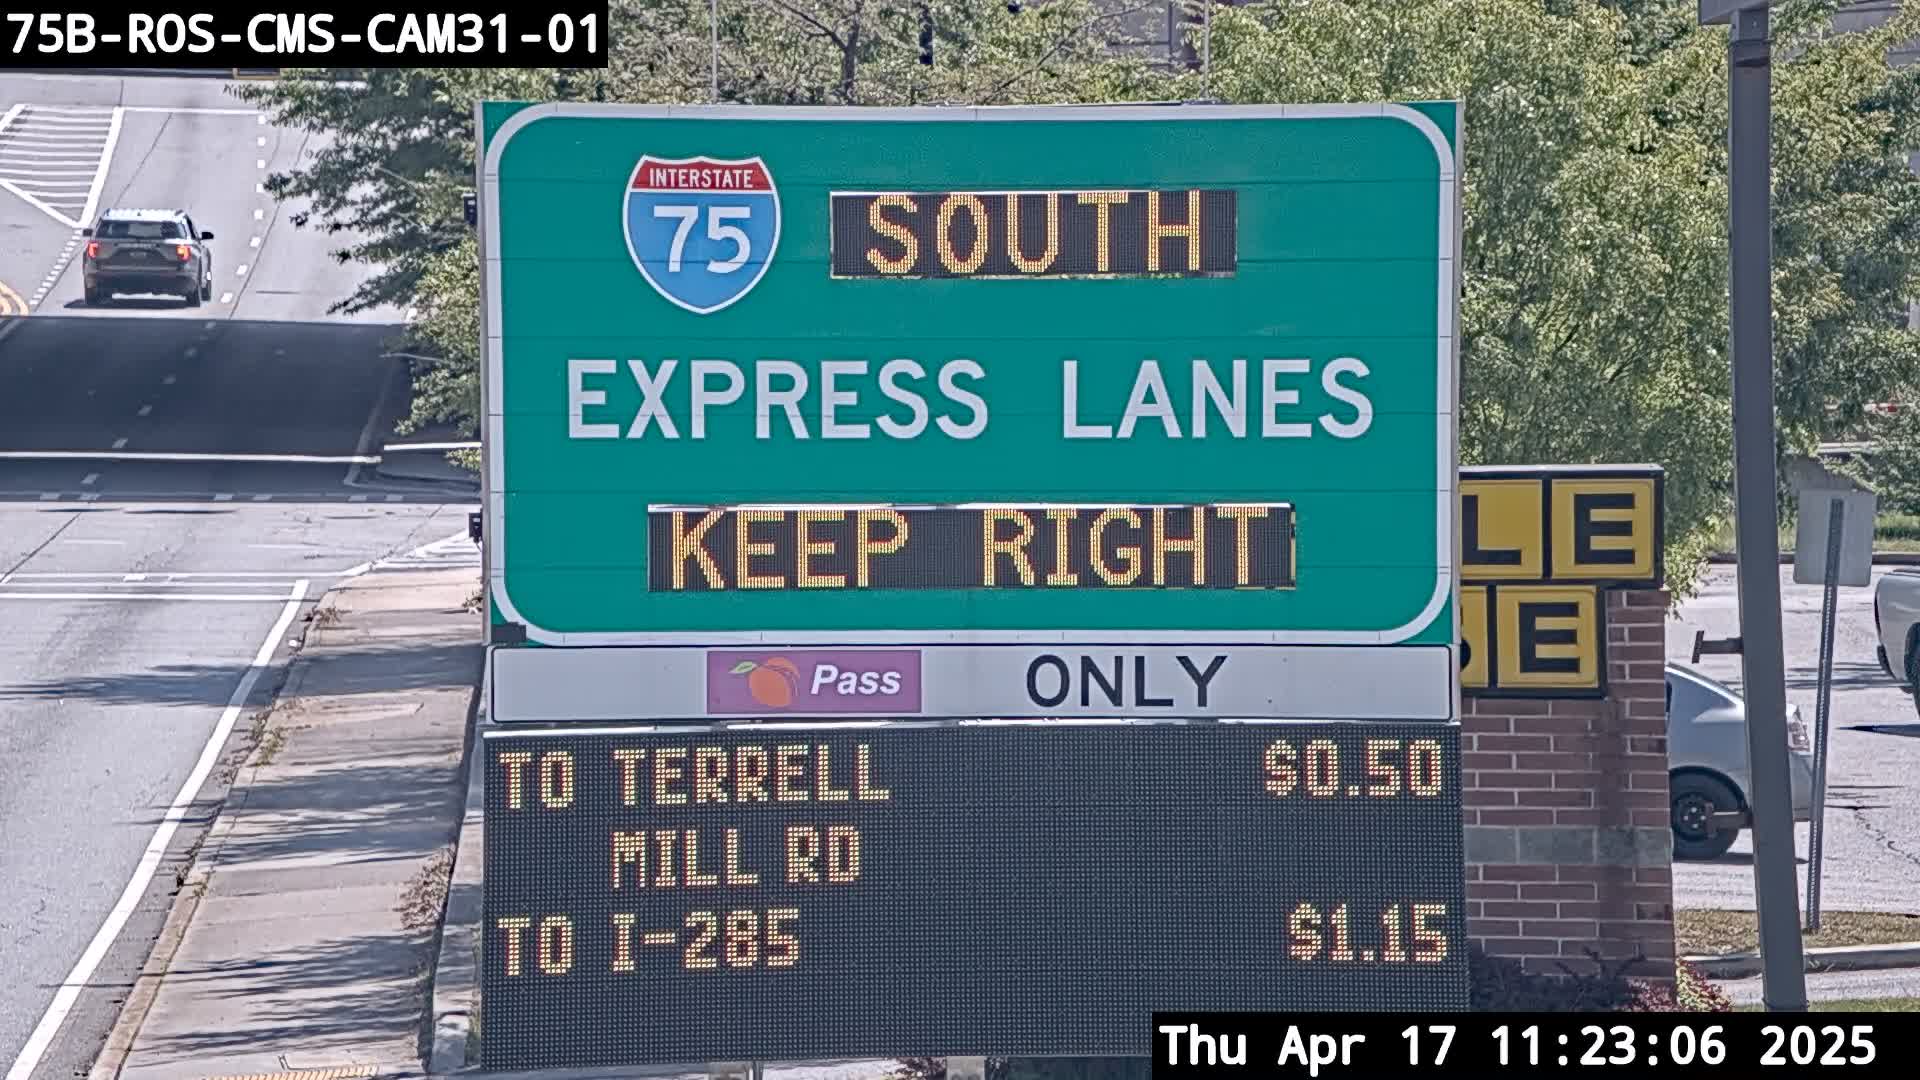 75B-ROS-CMS-CAM31-01
INTERSTATE
75
SOUTH
EXPRESS LANES
KEEP RIGHT
Pass ONLY
LE
E
TO TERRELL $0.50
MILL RD
TO I-285 $1.15
Thu Apr 17 11:23:06 2025